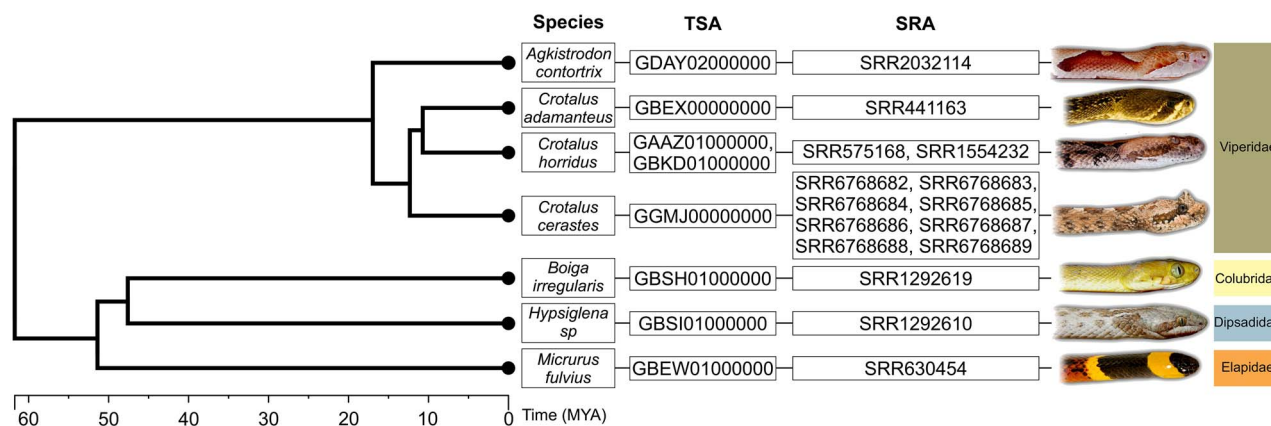 Species TSA SRA
Agkistrodon
contortrix
GDAY02000000
SRR2032114
Crotalus
adamanteus
GBEX00000000
SRR441163
Crotalus
horridus
GAAZ01000000,
GBKD01000000
SRR575168, SRR1554232
Viperidae
Crotalus
cerastes
GGMJ00000000
SRR6768682, SRR6768683,
SRR6768684, SRR6768685,
SRR6768686, SRR6768687,
SRR6768688, SRR6768689
Boiga
irregularis
GBSH01000000
SRR1292619
Colubrida
Hypsiglena
sp
GBSI01000000
SRR1292610
Dipsadida
Micrurus
fulvius
GBEW01000000
SRR630454
Elapidae
60 50 40 30 20 10 0 Time (MYA)